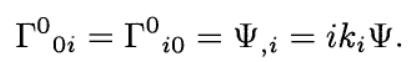 Γ⁰₀ᵢ = Γ⁰ᵢ₀ = Ψ,ᵢ = ikᵢΨ.